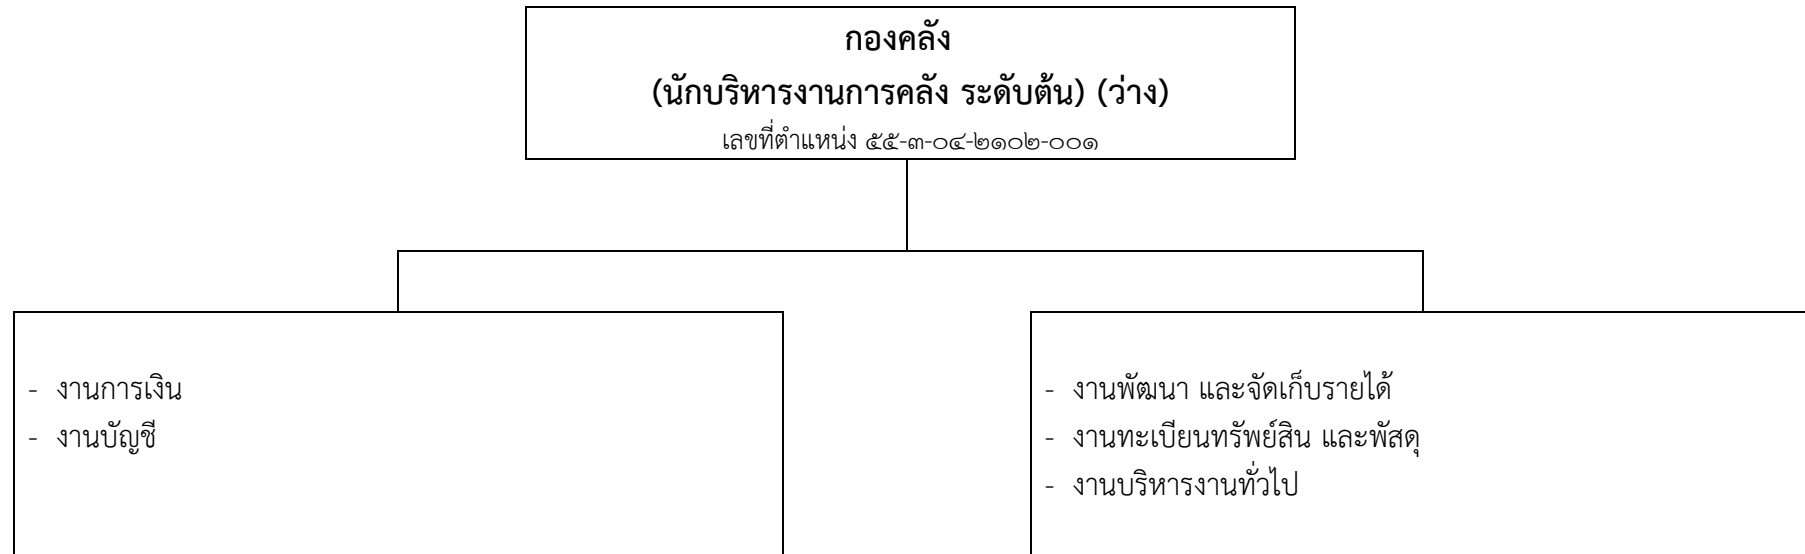 กองคลัง
(นักบริหารงานการคลัง ระดับต้น) (ว่าง)
เลขที่ตำแหน่ง ๕๕-๓-๐๔-๒๑๐๒-๐๐๑
- งานการเงิน
- งานบัญชี
- งานพัฒนา และจัดเก็บรายได้
- งานทะเบียนทรัพย์สิน และพัสดุ
- งานบริหารงานทั่วไป